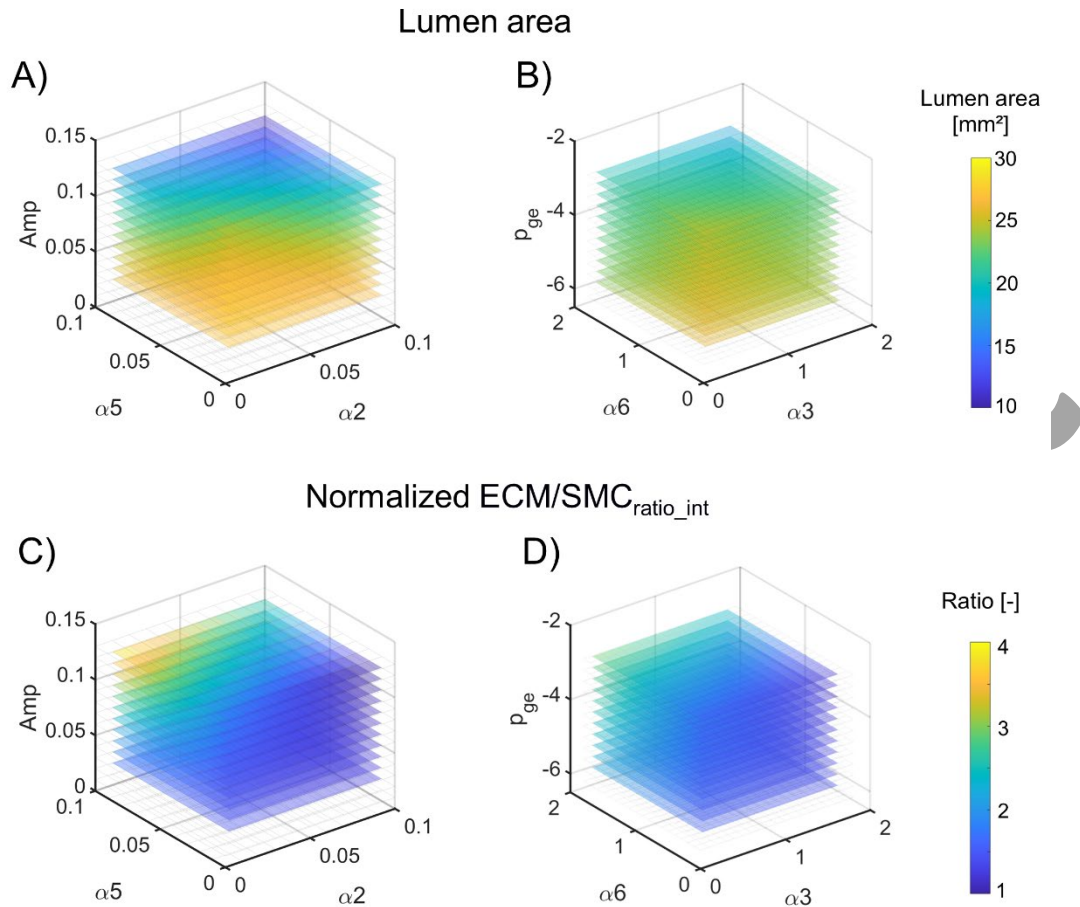 Lumen area
A)
B)
Lumen area
[mm²]
0.15
0.1
0.05
0
Amp
0.1
0.05
0
α5
0
0.05
0.1
α2
-2
-4
-6
p_ge
2
1
0
α6
0
1
2
α3
30
25
20
15
10
Normalized ECM/SMC_ratio_int
C)
D)
Ratio [-]
0.15
0.1
0.05
0
Amp
0.1
0.05
0
α5
0
0.05
0.1
α2
-2
-4
-6
p_ge
2
1
0
α6
0
1
2
α3
4
3
2
1